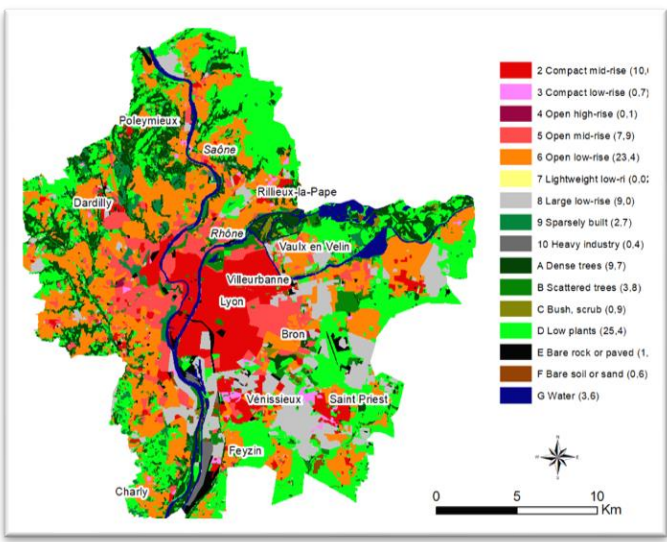 Poleymieux
Saône
Dardilly
Rillieux-la-Pape
Rhône
Vaulx en Velin
Villeurbanne
Lyon
Bron
Vénissieux
Saint Priest
Feyzin
Charly
2 Compact mid-rise (10,
3 Compact low-rise (0,7)
4 Open high-rise (0,1)
5 Open mid-rise (7,9)
6 Open low-rise (23,4)
7 Lightweight low-ri (0,02
8 Large low-rise (9,0)
9 Sparsely built (2,7)
10 Heavy industry (0,4)
A Dense trees (9,7)
B Scattered trees (3,8)
C Bush, scrub (0,9)
D Low plants (25,4)
E Bare rock or paved (1,
F Bare soil or sand (0,6)
G Water (3,6)
0 5 10
Km